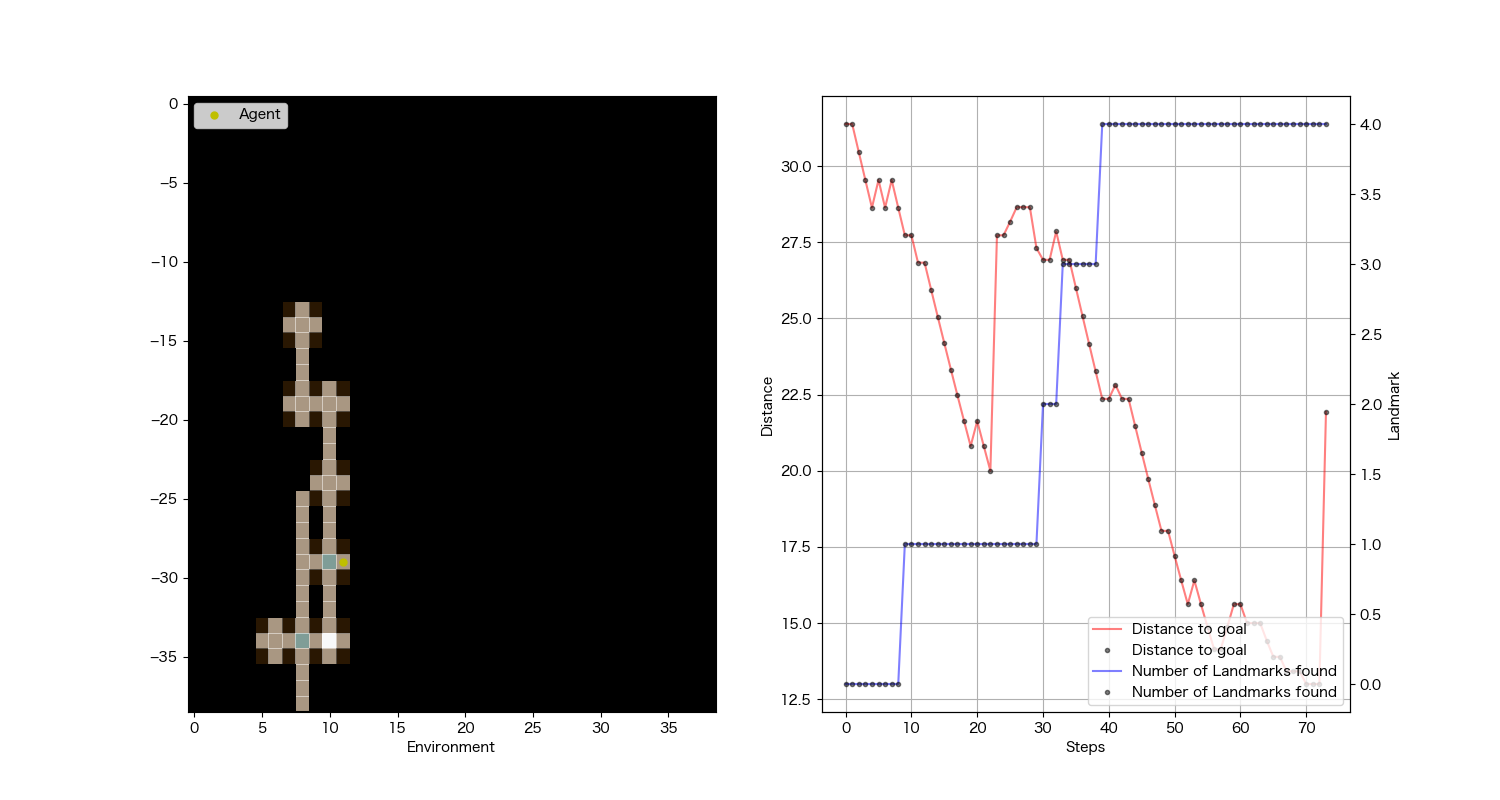 Agent
0
−5
−10
−15
−20
−25
−30
−35
0 5 10 15 20 25 30 35
Environment
30.0
27.5
25.0
22.5
20.0
17.5
15.0
12.5
Distance
4.0
3.5
3.0
2.5
2.0
1.5
1.0
0.5
0.0
Landmark
Distance to goal
Distance to goal
Number of Landmarks found
Number of Landmarks found
0 10 20 30 40 50 60 70
Steps